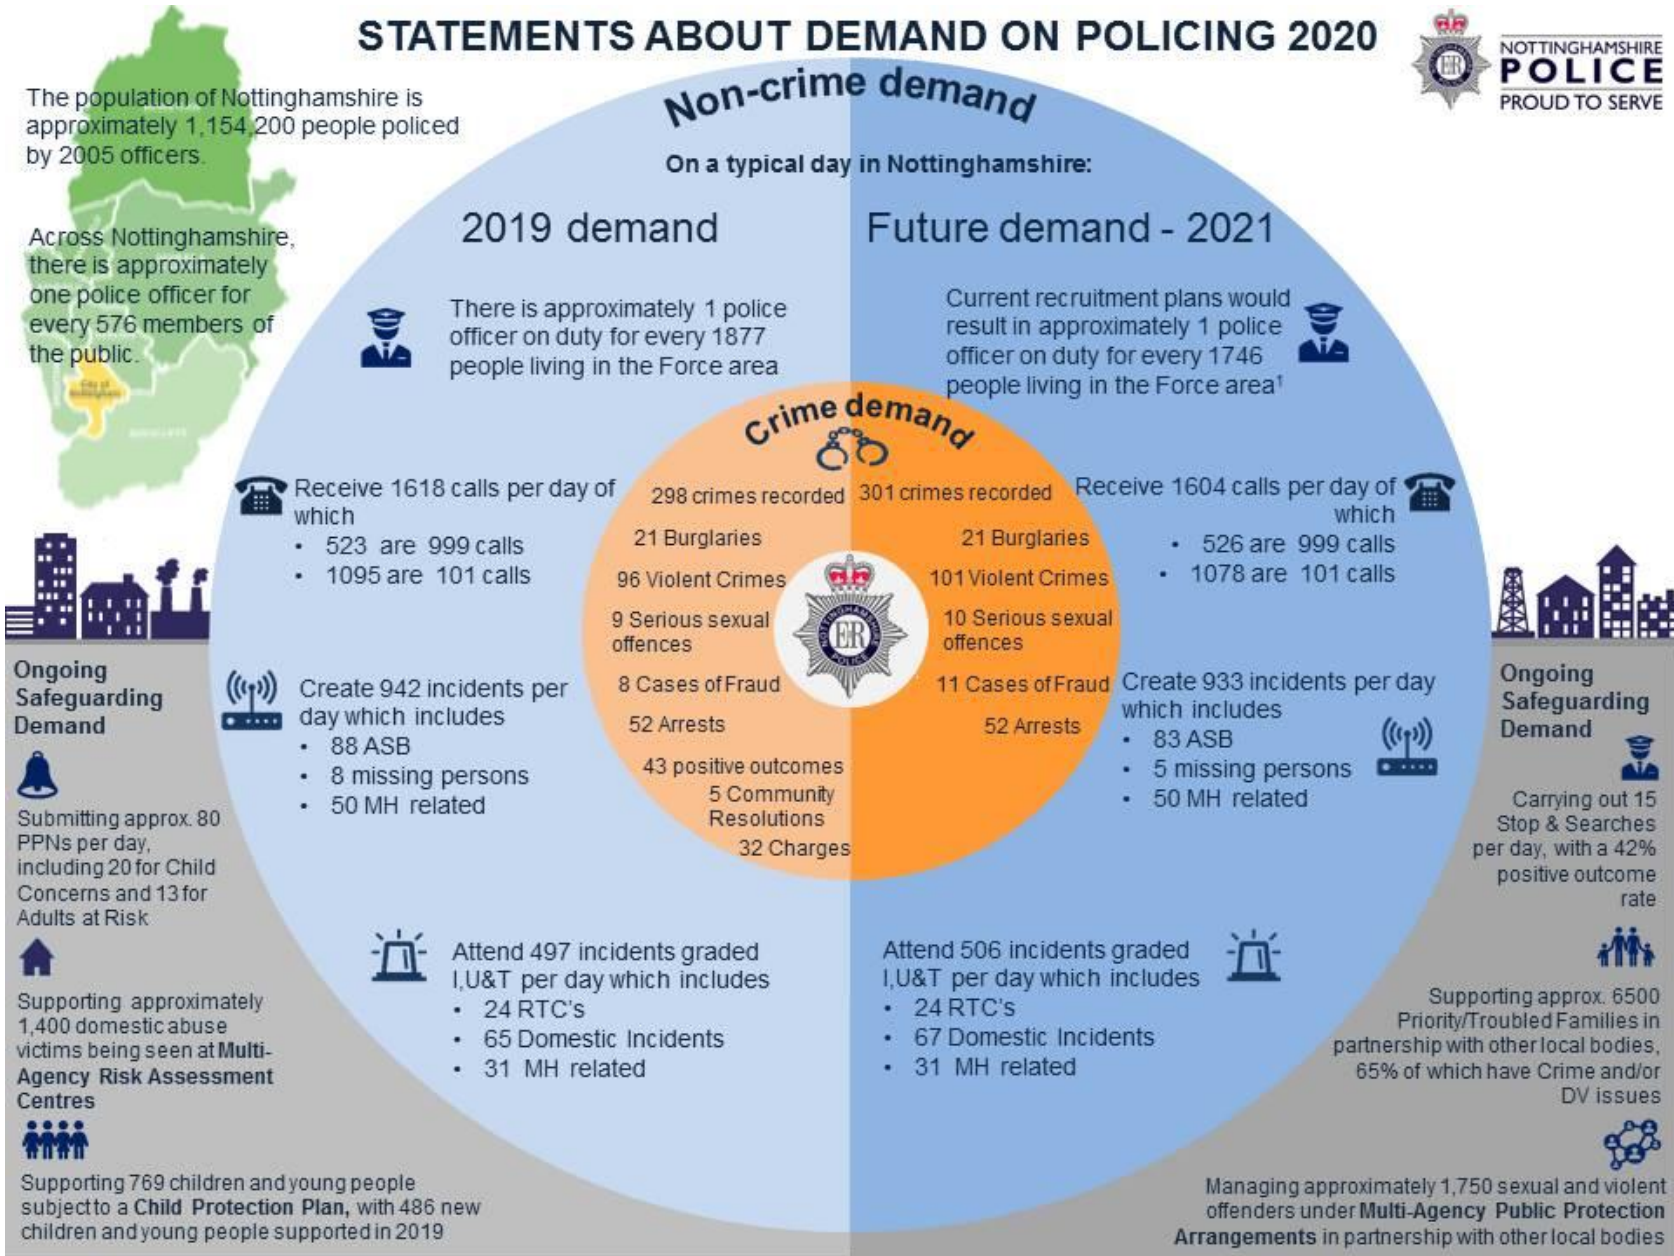 STATEMENTS ABOUT DEMAND ON POLICING 2020
NOTTINGHAMSHIRE
POLICE
PROUD TO SERVE
The population of Nottinghamshire is
approximately 1,154,200 people policed
by 2005 officers.
Across Nottinghamshire,
there is approximately
one police officer for
every 576 members of
the public.
City of
Nottingham
Non-crime demand
On a typical day in Nottinghamshire:
2019 demand
There is approximately 1 police
officer on duty for every 1877
people living in the Force area
Future demand - 2021
Current recruitment plans would
result in approximately 1 police
officer on duty for every 1746
people living in the Force area¹
Receive 1618 calls per day of
which
• 523 are 999 calls
• 1095 are 101 calls
Crime demand
298 crimes recorded
21 Burglaries
96 Violent Crimes
9 Serious sexual
offences
8 Cases of Fraud
52 Arrests
43 positive outcomes
5 Community
Resolutions
32 Charges
301 crimes recorded
21 Burglaries
101 Violent Crimes
10 Serious sexual
offences
11 Cases of Fraud
52 Arrests
NOTTINGHAMSHIRE
ER
POLICE
Receive 1604 calls per day of
which
• 526 are 999 calls
• 1078 are 101 calls
Create 942 incidents per
day which includes
• 88 ASB
• 8 missing persons
• 50 MH related
Create 933 incidents per day
which includes
• 83 ASB
• 5 missing persons
• 50 MH related
Attend 497 incidents graded
I,U&T per day which includes
• 24 RTC's
• 65 Domestic Incidents
• 31 MH related
Attend 506 incidents graded
I,U&T per day which includes
• 24 RTC's
• 67 Domestic Incidents
• 31 MH related
Ongoing
Safeguarding
Demand
Submitting approx. 80
PPNs per day,
including 20 for Child
Concerns and 13 for
Adults at Risk
Supporting approximately
1,400 domestic abuse
victims being seen at Multi-
Agency Risk Assessment
Centres
Supporting 769 children and young people
subject to a Child Protection Plan, with 486 new
children and young people supported in 2019
Ongoing
Safeguarding
Demand
Carrying out 15
Stop & Searches
per day, with a 42%
positive outcome
rate
Supporting approx. 6500
Priority/Troubled Families in
partnership with other local bodies,
65% of which have Crime and/or
DV issues
Managing approximately 1,750 sexual and violent
offenders under Multi-Agency Public Protection
Arrangements in partnership with other local bodies